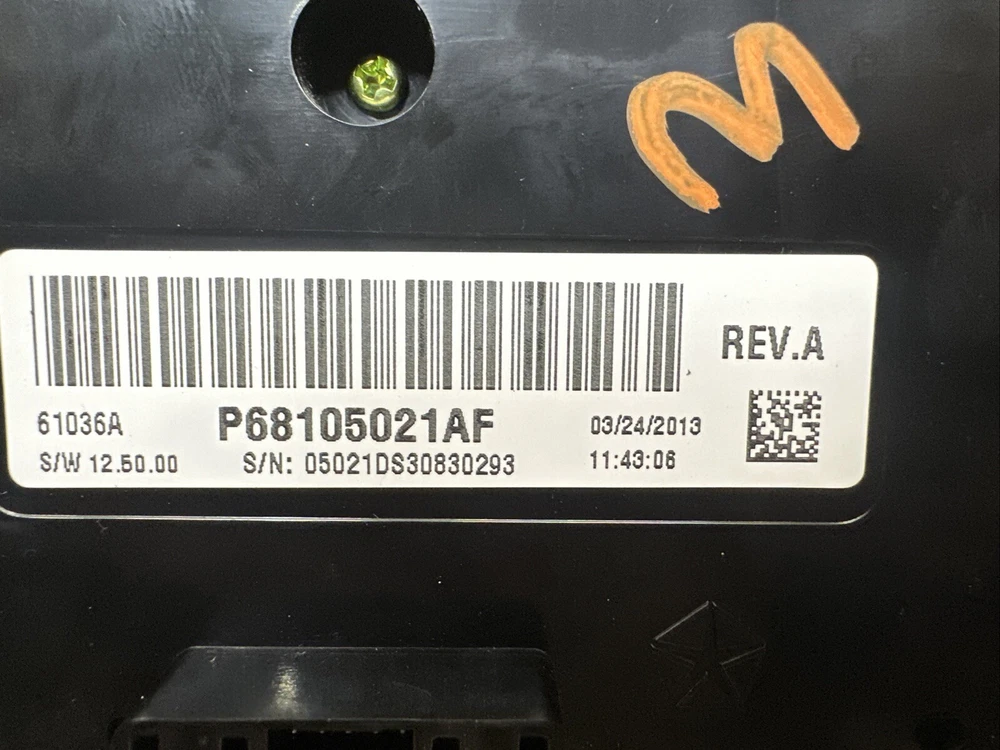 M
REV.A
61036A P68105021AF 03/24/2013
S/W 12.50.00 S/N: 05021DS30830293 11:43:06